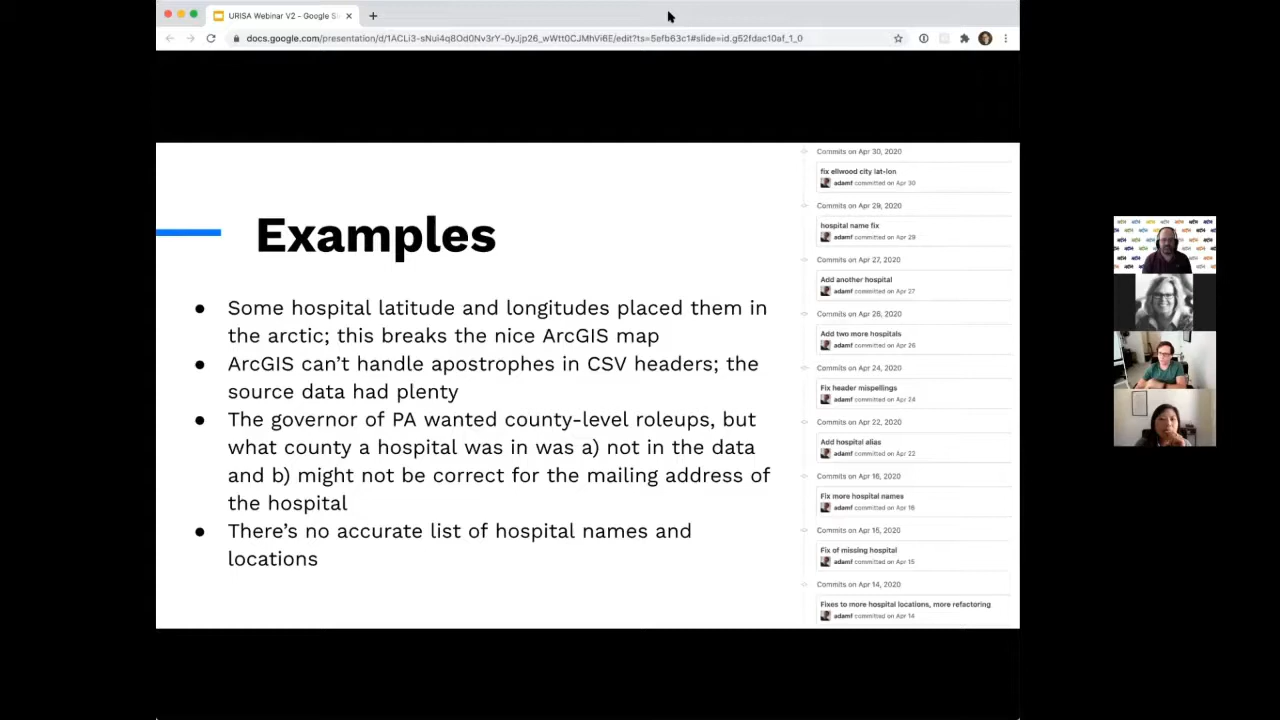 URISA Webinar V2 - Google S
docs.google.com/presentation/d/1ACLi3-sNui4q8Od0Nv3rY-0yJjp26_wWtt0CJMhVi6E/edit?ts=5efb63c1#slide=id.g52fdac10af_1_0
Examples
● Some hospital latitude and longitudes placed them in
the arctic; this breaks the nice ArcGIS map
● ArcGIS can’t handle apostrophes in CSV headers; the
source data had plenty
● The governor of PA wanted county-level roleups, but
what county a hospital was in was a) not in the data
and b) might not be correct for the mailing address of
the hospital
● There’s no accurate list of hospital names and
locations
Commits on Apr 30, 2020
fix ellwood city lat-lon
adamf committed on Apr 30
Commits on Apr 29, 2020
hospital name fix
adamf committed on Apr 29
Commits on Apr 27, 2020
Add another hospital
adamf committed on Apr 27
Commits on Apr 26, 2020
Add two more hospitals
adamf committed on Apr 26
Commits on Apr 24, 2020
Fix header mispellings
adamf committed on Apr 24
Commits on Apr 22, 2020
Add hospital alias
adamf committed on Apr 22
Commits on Apr 16, 2020
Fix more hospital names
adamf committed on Apr 16
Commits on Apr 15, 2020
Fix of missing hospital
adamf committed on Apr 15
Commits on Apr 14, 2020
Fixes to more hospital locations, more refactoring
adamf committed on Apr 14